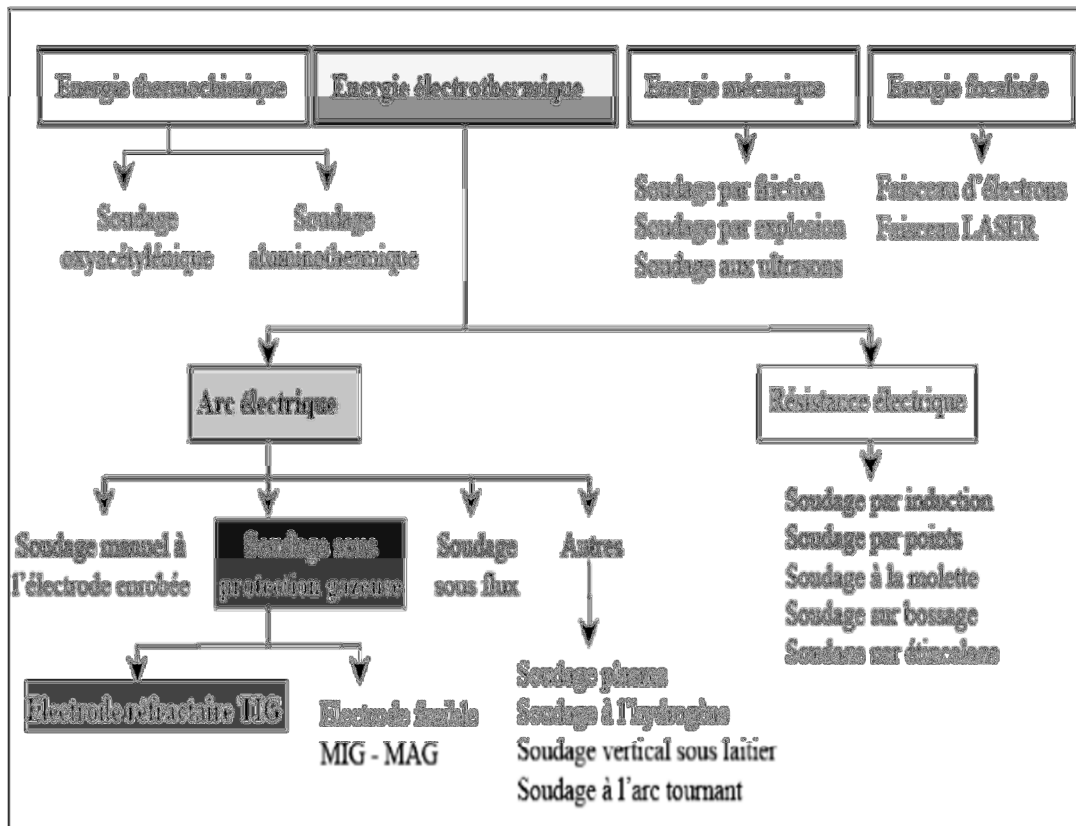 Energie thermochimique
Energie électrothermique
Energie mécanique
Energie focalisée
Soudage
oxyacétylénique
Soudage
aluminothermique
Soudage par friction
Soudage par explosion
Soudage aux ultrasons
Faisceau d'électrons
Faisceau LASER
Arc électrique
Résistance électrique
Soudage manuel à
l'électrode enrobée
Soudage sous
protection gazeuse
Soudage
sous flux
Autres
Soudage par induction
Soudage par points
Soudage à la molette
Soudage sur bossage
Soudage par étincelage
Electrode réfractaire TIG
Electrode fusible
MIG - MAG
Soudage plasma
Soudage à l'hydrogène
Soudage vertical sous laitier
Soudage à l'arc tournant